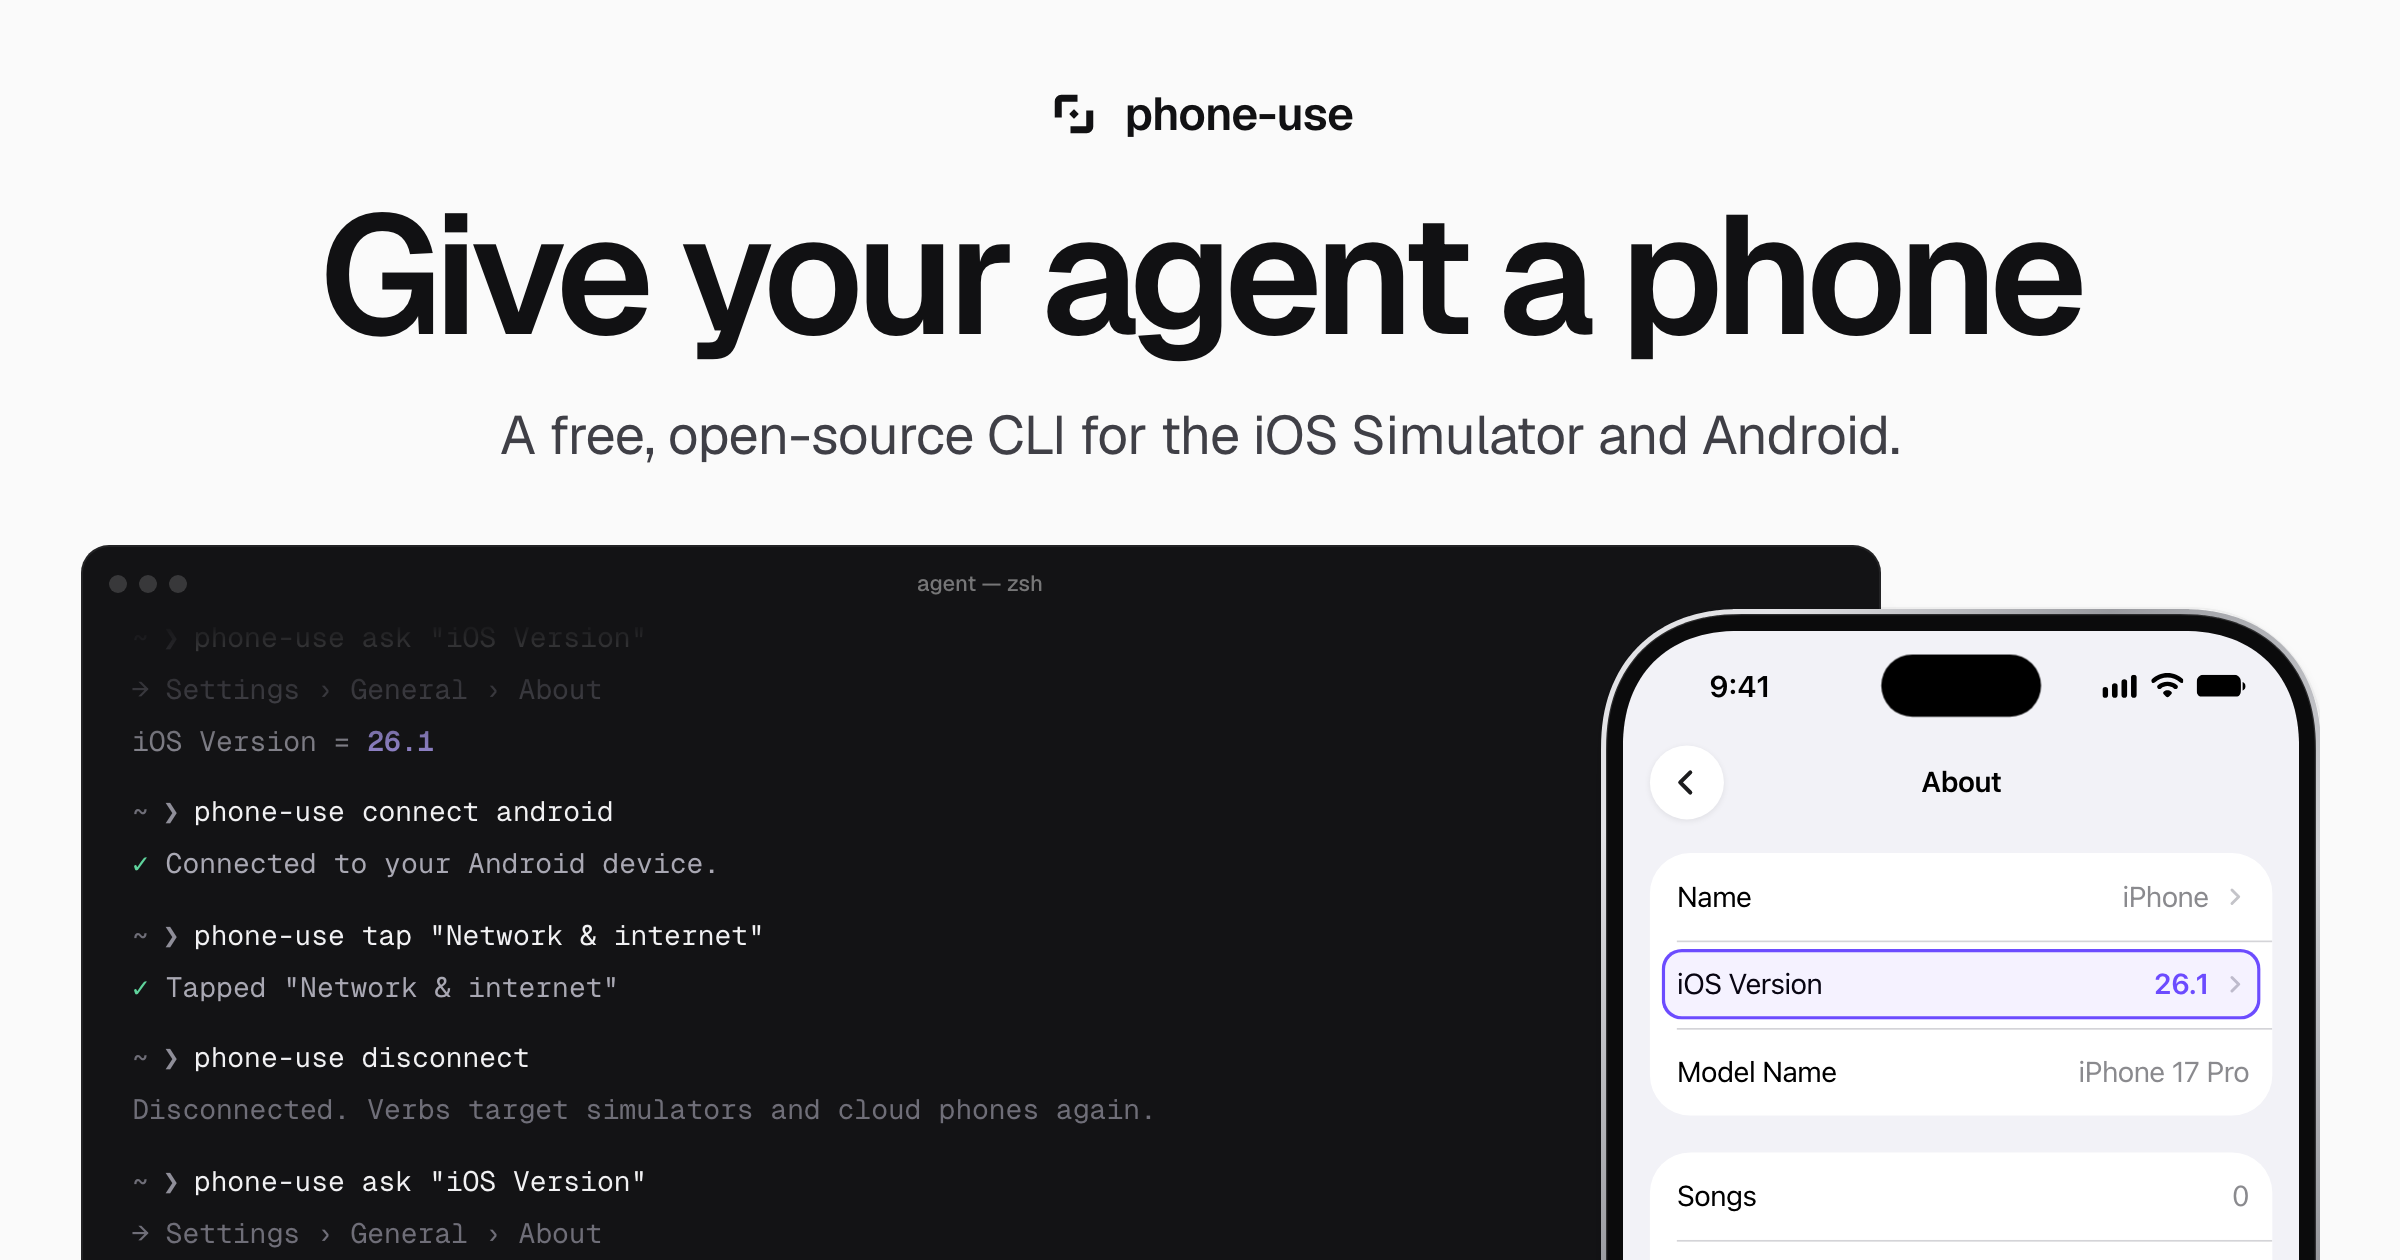 phone-use
Give your agent a phone
A free, open-source CLI for the iOS Simulator and Android.
agent — zsh
~ ❯ phone-use ask "iOS Version"
→ Settings › General › About
iOS Version = 26.1
~ ❯ phone-use connect android
✓ Connected to your Android device.
~ ❯ phone-use tap "Network & internet"
✓ Tapped "Network & internet"
~ ❯ phone-use disconnect
Disconnected. Verbs target simulators and cloud phones again.
~ ❯ phone-use ask "iOS Version"
→ Settings › General › About
9:41
About
Name iPhone
iOS Version 26.1
Model Name iPhone 17 Pro
Songs 0